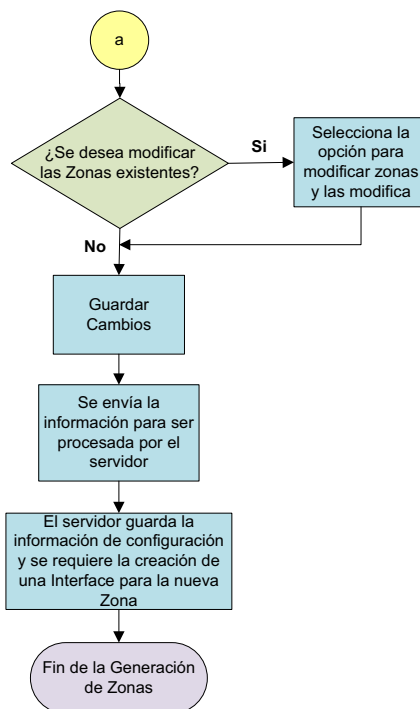 a
¿Se desea modificar
las Zonas existentes?
Si
Selecciona la
opción para
modificar zonas
y las modifica
No
Guardar
Cambios
Se envía la
información para ser
procesada por el
servidor
El servidor guarda la
información de configuración
y se requiere la creación de
una Interface para la nueva
Zona
Fin de la Generación
de Zonas